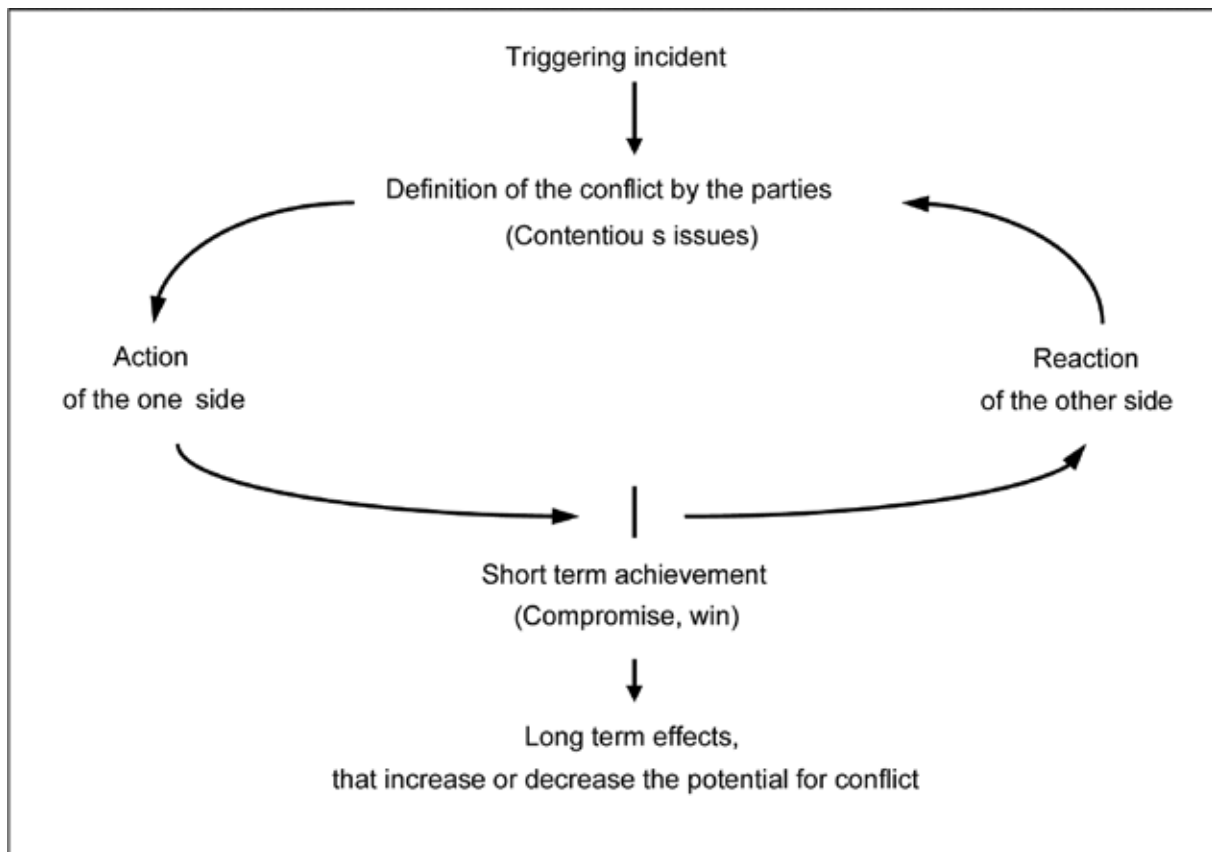 Triggering incident
Definition of the conflict by the parties
(Contentiou s issues)
Action
of the one side
Reaction
of the other side
Short term achievement
(Compromise, win)
Long term effects,
that increase or decrease the potential for conflict